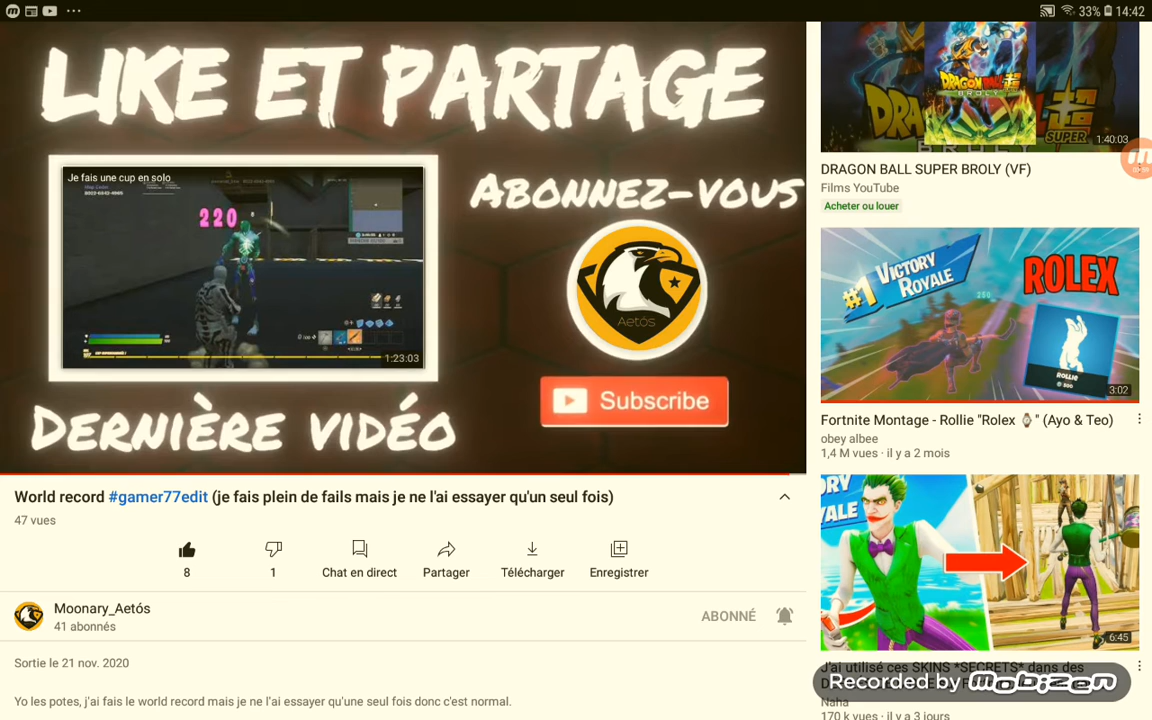 33% 14:42
LIKE ET PARTAGE
Je fais une cup en solo
220
1:23:03
ABONNEZ-VOUS
Aetós
Subscribe
DERNIÈRE VIDÉO
World record #gamer77edit (je fais plein de fails mais je ne l'ai essayer qu'un seul fois)
47 vues
8
1
Chat en direct
Partager
Télécharger
Enregistrer
Moonary_Aetós
41 abonnés
ABONNÉ
Sortie le 21 nov. 2020
Yo les potes, j'ai fais le world record mais je ne l'ai essayer qu'une seul fois donc c'est normal.
DRAGON BALL
SUPER
BROLY
1:40:03
DRAGON BALL SUPER BROLY (VF)
Films YouTube
Acheter ou louer
#1 VICTORY ROYALE
ROLEX
250
ROLLIE
500
3:02
Fortnite Montage - Rollie "Rolex ⌚" (Ayo & Teo)
obey albee
1,4 M vues · il y a 2 mois
6:45
J'ai utilisé ces SKINS *SECRETS* dans des
Recorded by mobizen
Naha
170 k vues · il y a 3 jours